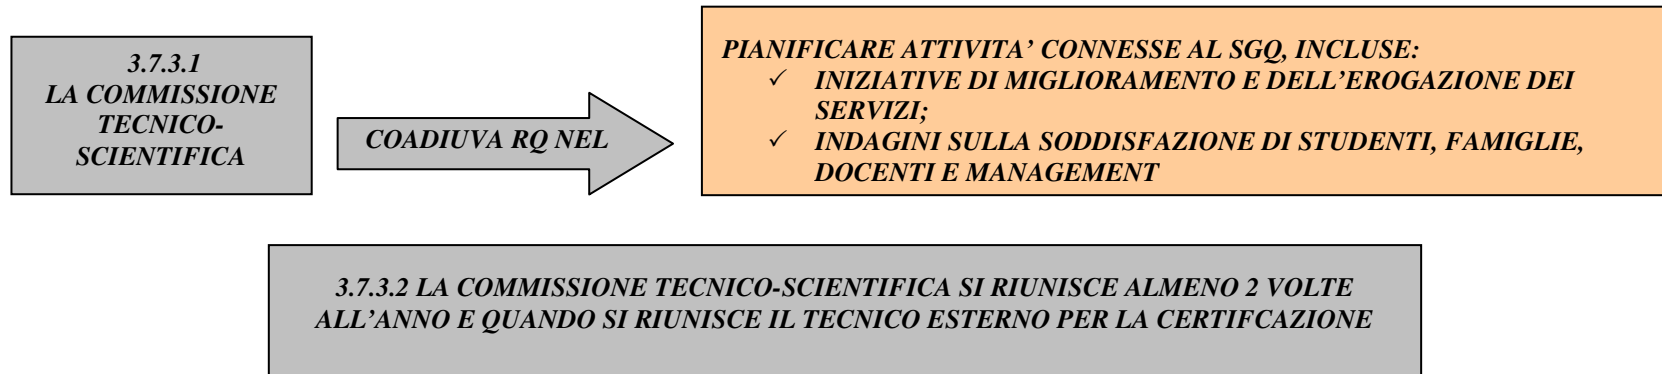 3.7.3.1
LA COMMISSIONE
TECNICO-
SCIENTIFICA
COADIUVA RQ NEL
PIANIFICARE ATTIVITA’ CONNESSE AL SGQ, INCLUSE:
✓ INIZIATIVE DI MIGLIORAMENTO E DELL’EROGAZIONE DEI
SERVIZI;
✓ INDAGINI SULLA SODDISFAZIONE DI STUDENTI, FAMIGLIE,
DOCENTI E MANAGEMENT
3.7.3.2 LA COMMISSIONE TECNICO-SCIENTIFICA SI RIUNISCE ALMENO 2 VOLTE
ALL’ANNO E QUANDO SI RIUNISCE IL TECNICO ESTERNO PER LA CERTIFCAZIONE